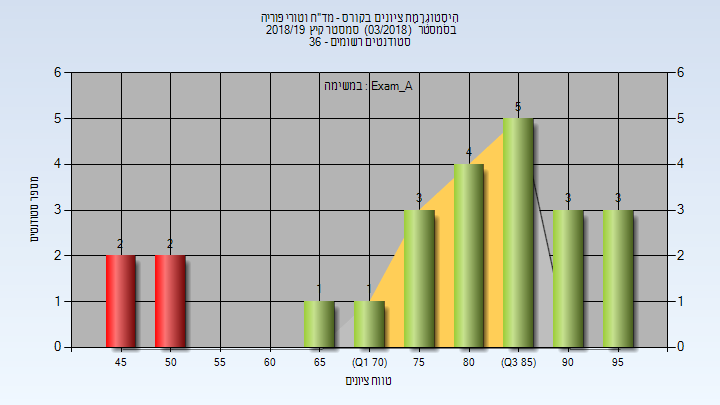 היסטוגרמת ציונים בקורס - מד"ח וטורי פוריה
בסמסטר (03/2018) סמסטר קיץ 2018/19
סטודנטים רשומים - 36
במשימה : Exam_A
6 6
5 5 5
4 4 4
3 3 3 3 3
2 2 2 2
1 1 1 1
0 0
45 50 55 60 65 (Q1 70) 75 80 (Q3 85) 90 95
טווח ציונים
מספר סטודנטים